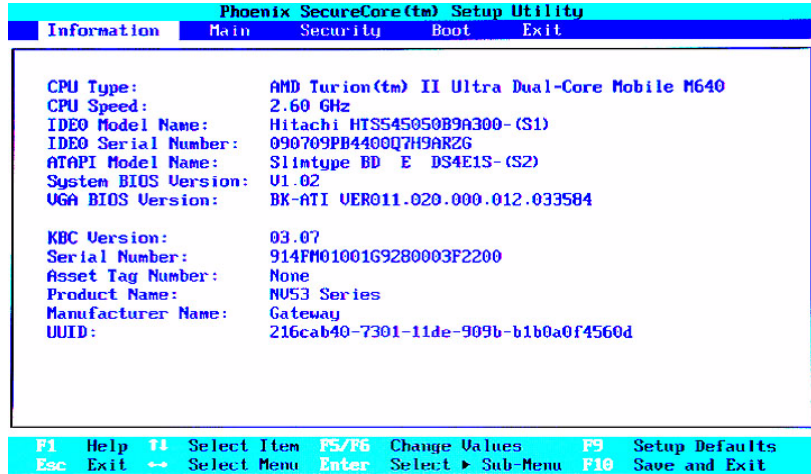 Phoenix SecureCore(tm) Setup Utility
Information Main Security Boot Exit
CPU Type: AMD Turion(tm) II Ultra Dual-Core Mobile M640
CPU Speed: 2.60 GHz
IDE0 Model Name: Hitachi HTS545050B9A300-(S1)
IDE0 Serial Number: 090709PB4400Q7H9ARZG
ATAPI Model Name: Slimtype BD E DS4E1S-(S2)
System BIOS Version: V1.02
VGA BIOS Version: BK-ATI VER011.020.000.012.033584
KBC Version: 03.07
Serial Number: 914FM01001G9280003F2200
Asset Tag Number: None
Product Name: NV53 Series
Manufacturer Name: Gateway
UUID: 216cab40-7301-11de-909b-b1b0a0f4560d
F1 Help ↑↓ Select Item F5/F6 Change Values F9 Setup Defaults
Esc Exit ↔ Select Menu Enter Select ▶ Sub-Menu F10 Save and Exit